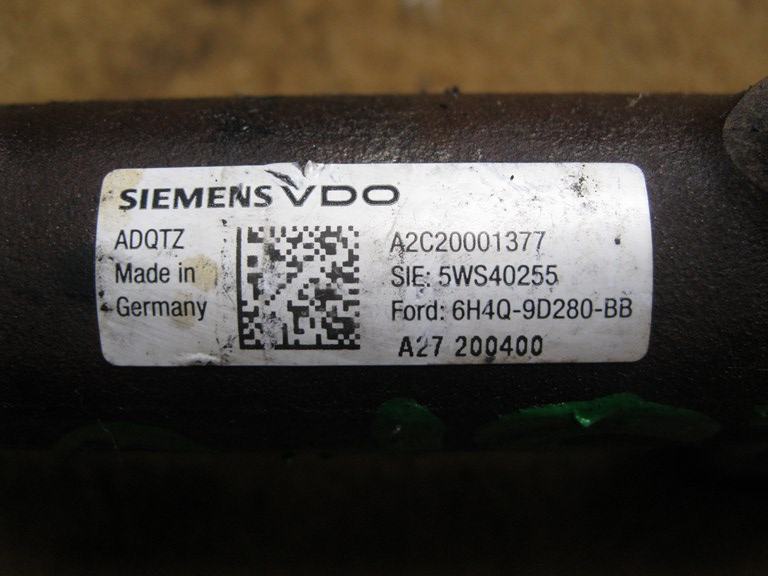 SIEMENS VDO
ADQTZ
Made in
Germany
A2C20001377
SIE: 5WS40255
Ford: 6H4Q-9D280-BB
A27 200400